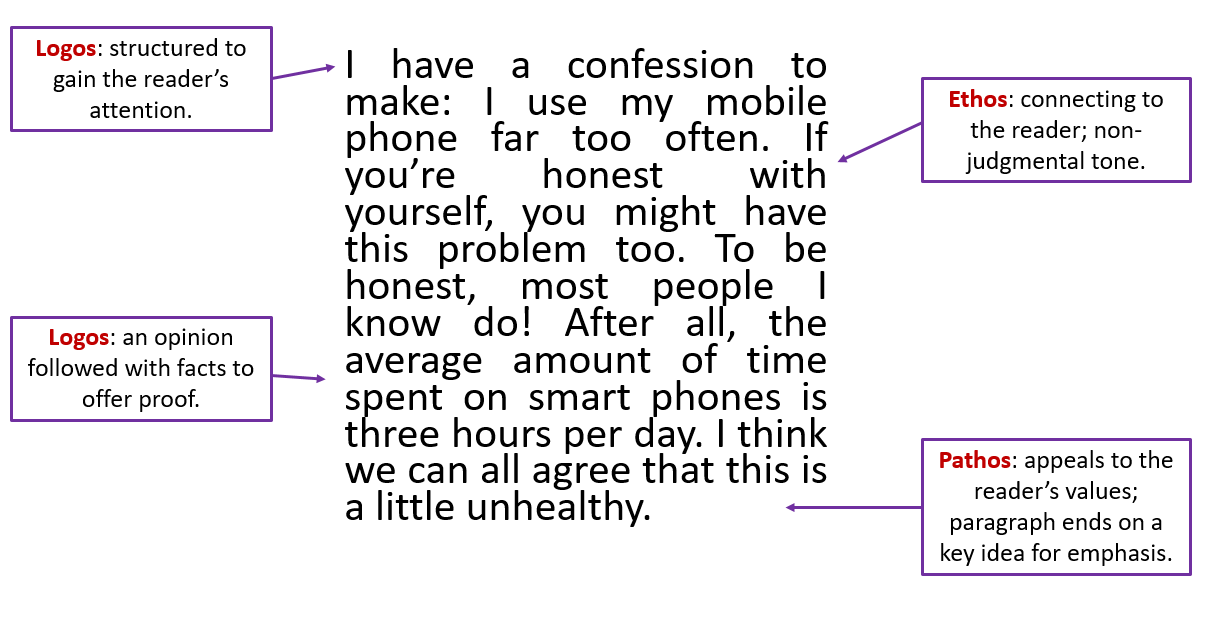 Logos: structured to
gain the reader’s
attention.
I have a confession to
make: I use my mobile
phone far too often. If
you’re honest with
yourself, you might have
this problem too. To be
honest, most people I
know do! After all, the
average amount of time
spent on smart phones is
three hours per day. I think
we can all agree that this is
a little unhealthy.
Ethos: connecting to
the reader; non-
judgmental tone.
Logos: an opinion
followed with facts to
offer proof.
Pathos: appeals to the
reader’s values;
paragraph ends on a
key idea for emphasis.